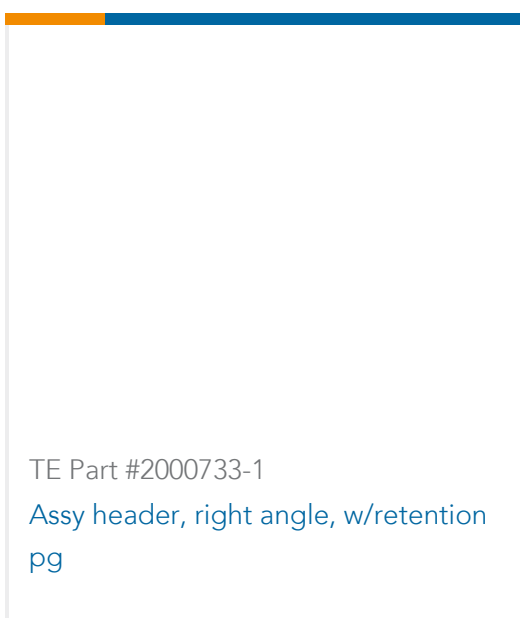 TE Part #2000733-1
Assy header, right angle, w/retention
pg